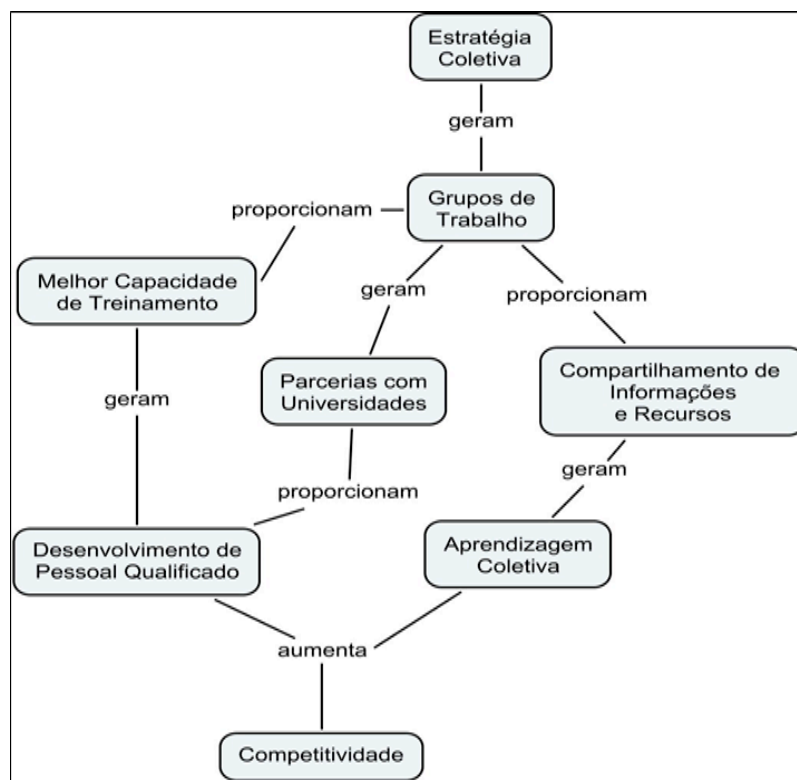 Estratégia
Coletiva
geram
Grupos de
Trabalho
proporcionam
Melhor Capacidade
de Treinamento
geram
proporcionam
Parcerias com
Universidades
Compartilhamento de
Informações
e Recursos
geram
geram
proporcionam
Desenvolvimento de
Pessoal Qualificado
Aprendizagem
Coletiva
aumenta
Competitividade